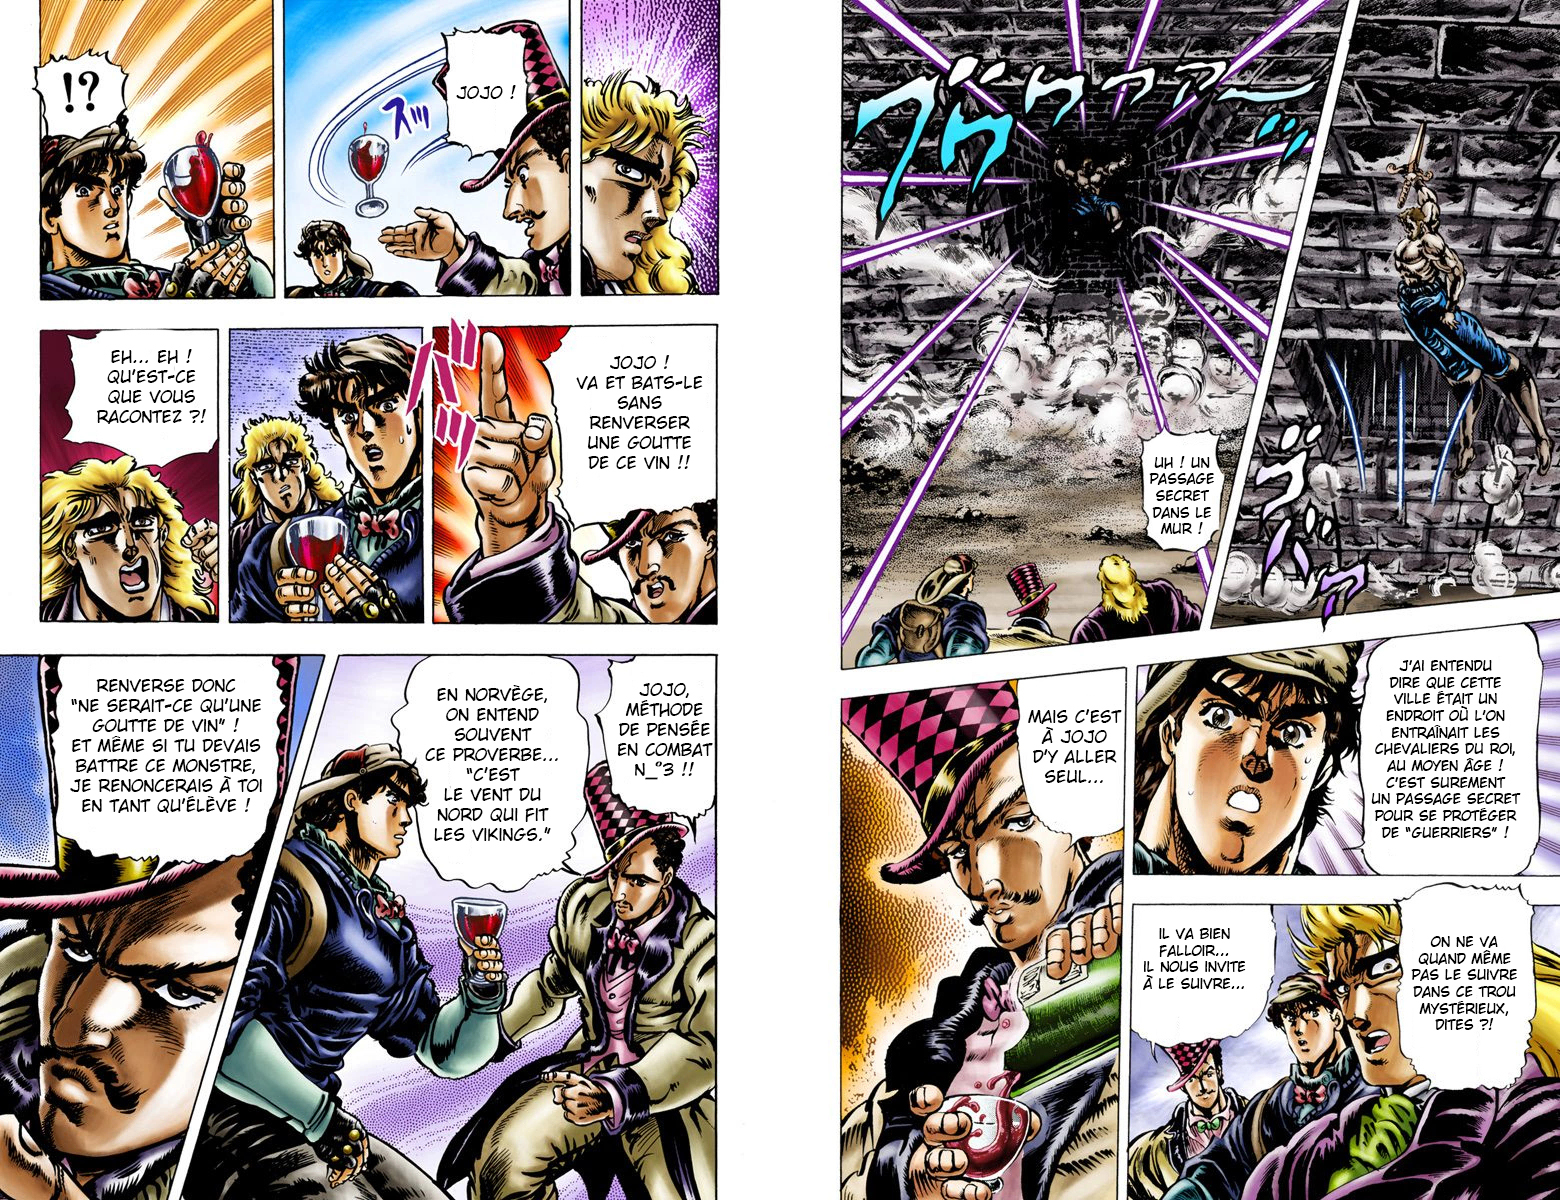 UH ! UN
PASSAGE
SECRET
DANS LE
MUR !
J'AI ENTENDU
DIRE QUE CETTE
VILLE ÉTAIT UN
ENDROIT OÙ L'ON
ENTRAÎNAIT LES
CHEVALIERS DU ROI,
AU MOYEN ÂGE !
C'EST SUREMENT
UN PASSAGE SECRET
POUR SE PROTÉGER
DE "GUERRIERS" !
ON NE VA
QUAND MÊME
PAS LE SUIVRE
DANS CE TROU
MYSTÉRIEUX,
DITES ?!
IL VA BIEN
FALLOIR...
IL NOUS INVITE
À LE SUIVRE...
MAIS C'EST
À JOJO
D'Y ALLER
SEUL...
JOJO !
スッ
!?
JOJO !
VA ET BATS-LE
SANS
RENVERSER
UNE GOUTTE
DE CE VIN !!
EH... EH !
QU'EST-CE
QUE VOUS
RACONTEZ ?!
JOJO,
MÉTHODE
DE PENSÉE
EN COMBAT
N_°3 !!
EN NORVÈGE,
ON ENTEND
SOUVENT
CE PROVERBE...
"C'EST
LE VENT DU
NORD QUI FIT
LES VIKINGS."
RENVERSE DONC
"NE SERAIT-CE QU'UNE
GOUTTE DE VIN" !
ET MÊME SI TU DEVAIS
BATTRE CE MONSTRE,
JE RENONCERAIS À TOI
EN TANT QU'ÉLÈVE !